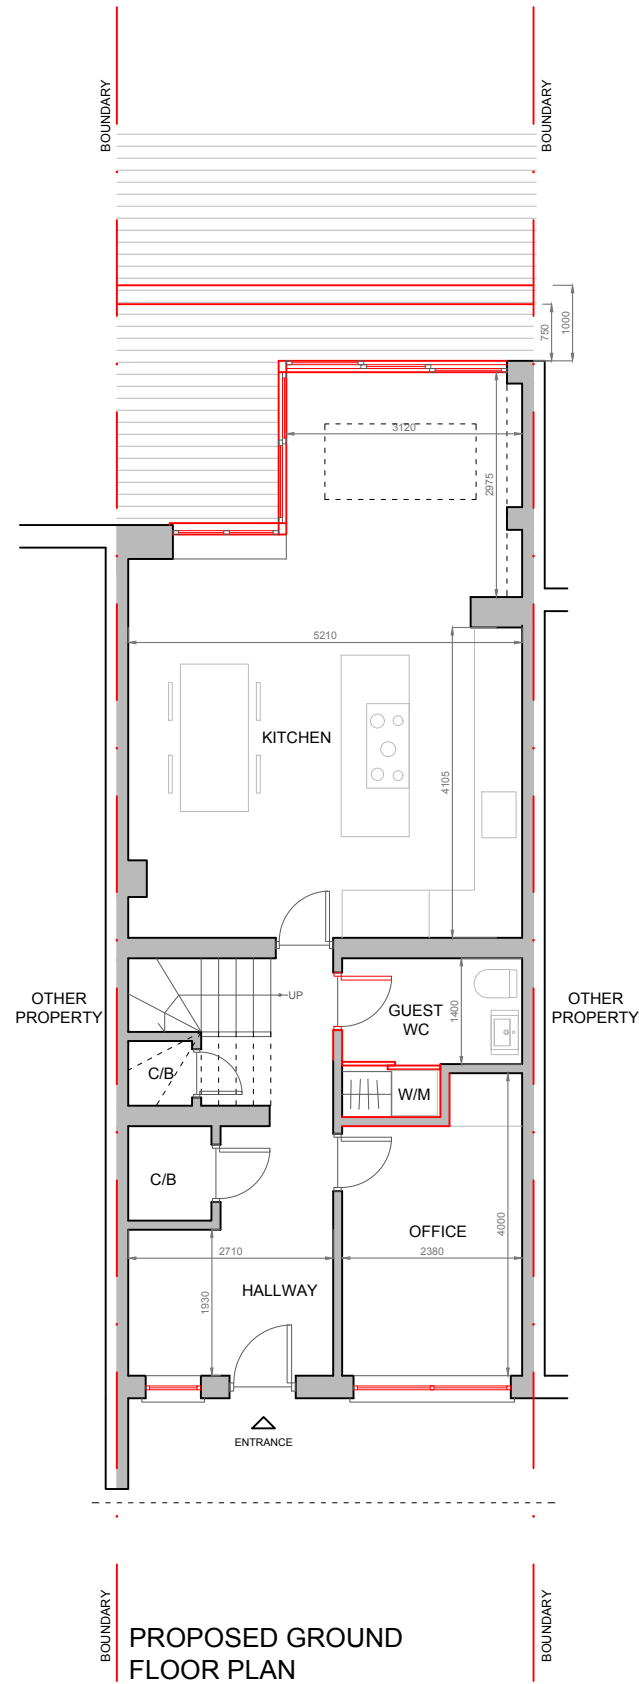 BOUNDARY
BOUNDARY
750
1000
3120
2975
5210
KITCHEN
4105
UP
OTHER
PROPERTY
GUEST
WC
1400
OTHER
PROPERTY
C/B
W/M
C/B
OFFICE
4000
2710
2380
HALLWAY
1930
ENTRANCE
BOUNDARY
BOUNDARY
PROPOSED GROUND
FLOOR PLAN